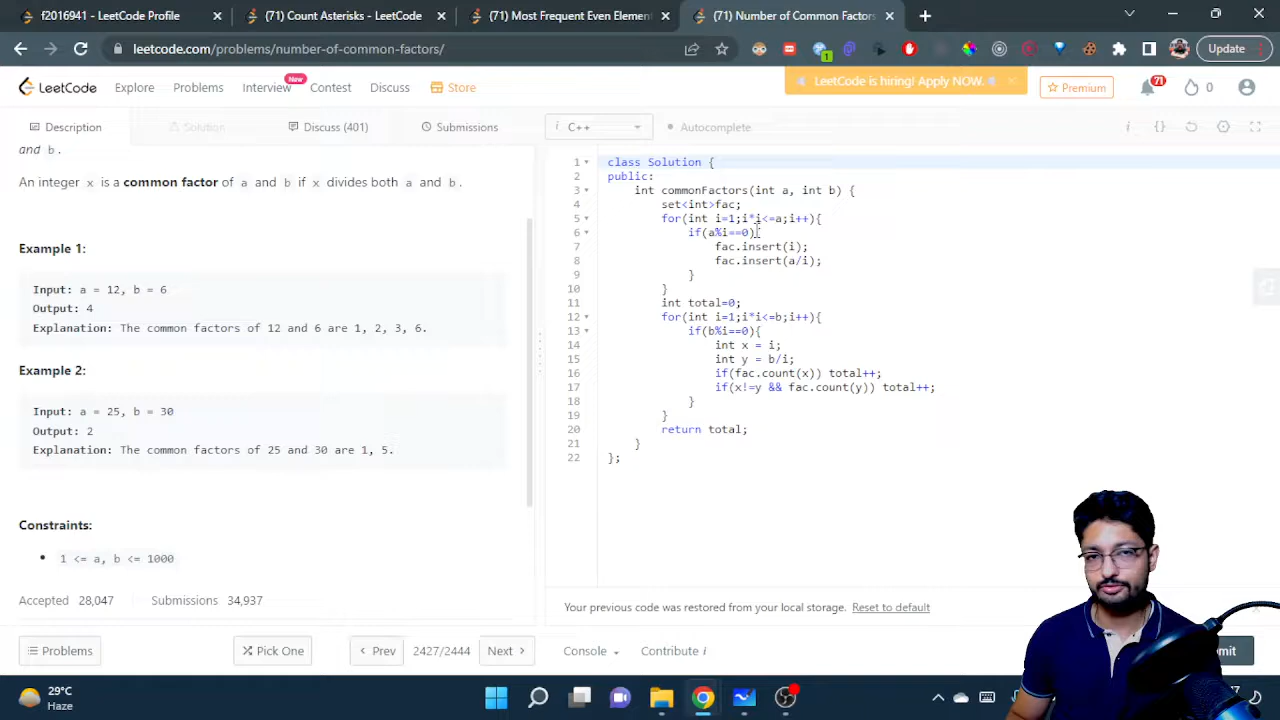 f2016941 - LeetCode Profile
(71) Count Asterisks - LeetCode
(71) Most Frequent Even Element
(71) Number of Common Factors
leetcode.com/problems/number-of-common-factors/
1
Update
LeetCode
Explore
Problems
Interview
New
Contest
Discuss
Store
LeetCode is hiring! Apply NOW.
Premium
71
0
Description
Solution
Discuss (401)
Submissions
i C++
Autocomplete
and b.
An integer x is a common factor of a and b if x divides both a and b.
Example 1:
Input: a = 12, b = 6
Output: 4
Explanation: The common factors of 12 and 6 are 1, 2, 3, 6.
Example 2:
Input: a = 25, b = 30
Output: 2
Explanation: The common factors of 25 and 30 are 1, 5.
Constraints:
1 <= a, b <= 1000
Accepted 28,047
Submissions 34,937
1 class Solution {
2 public:
3 int commonFactors(int a, int b) {
4 set<int>fac;
5 for(int i=1;i*i<=a;i++){
6 if(a%i==0)
7 fac.insert(i);
8 fac.insert(a/i);
9 }
10 }
11 int total=0;
12 for(int i=1;i*i<=b;i++){
13 if(b%i==0){
14 int x = i;
15 int y = b/i;
16 if(fac.count(x)) total++;
17 if(x!=y && fac.count(y)) total++;
18 }
19 }
20 return total;
21 }
22 };
Your previous code was restored from your local storage. Reset to default
Problems
Pick One
Prev
2427/2444
Next
Console
Contribute i
29°C
Haze